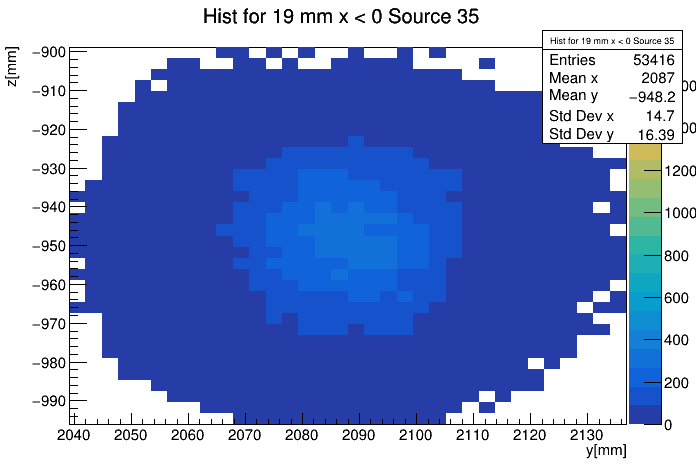 Hist for 19 mm x < 0 Source 35
z[mm]
−900
−910
−920
−930
−940
−950
−960
−970
−980
−990
2040 2050 2060 2070 2080 2090 2100 2110 2120 2130
y[mm]
Hist for 19 mm x < 0 Source 35
Entries 53416
Mean x 2087
Mean y −948.2
Std Dev x 14.7
Std Dev y 16.39
1200
1000
800
600
400
200
0